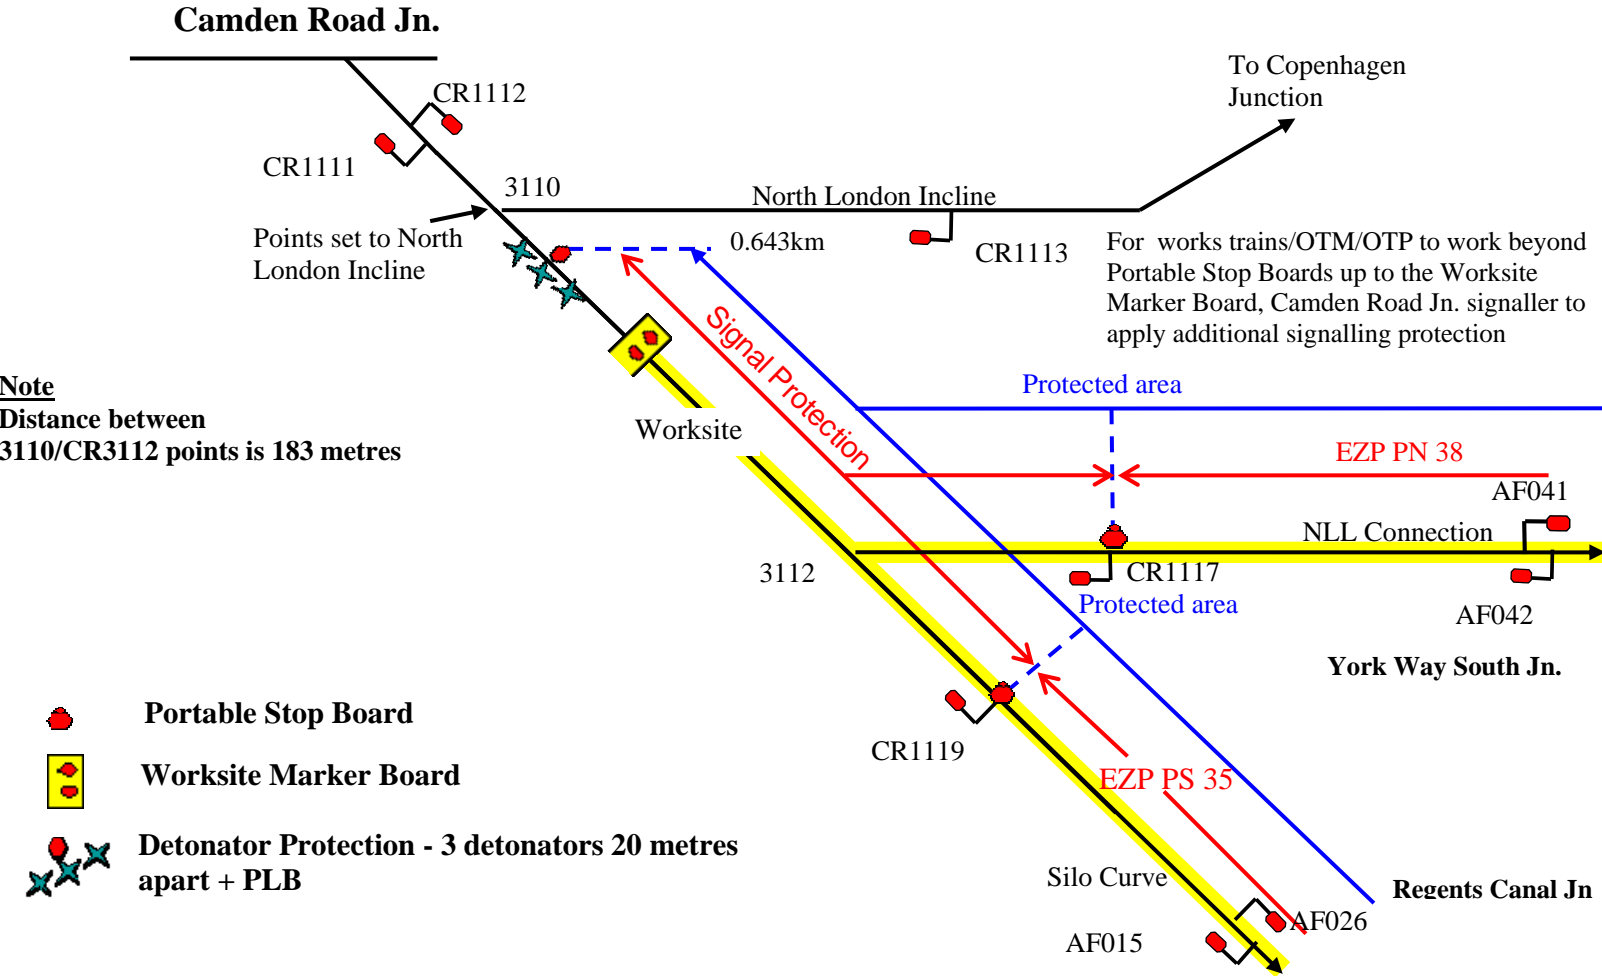 Camden Road Jn.
To Copenhagen
Junction
CR1112
CR1111
3110
North London Incline
Points set to North
London Incline
0.643km
CR1113
For works trains/OTM/OTP to work beyond
Portable Stop Boards up to the Worksite
Marker Board, Camden Road Jn. signaller to
apply additional signalling protection
Signal Protection
Note
Distance between
3110/CR3112 points is 183 metres
Protected area
Worksite
EZP PN 38
AF041
NLL Connection
3112
CR1117
Protected area
AF042
York Way South Jn.
Portable Stop Board
CR1119
Worksite Marker Board
EZP PS 35
Detonator Protection - 3 detonators 20 metres
apart + PLB
Silo Curve
Regents Canal Jn
AF026
AF015